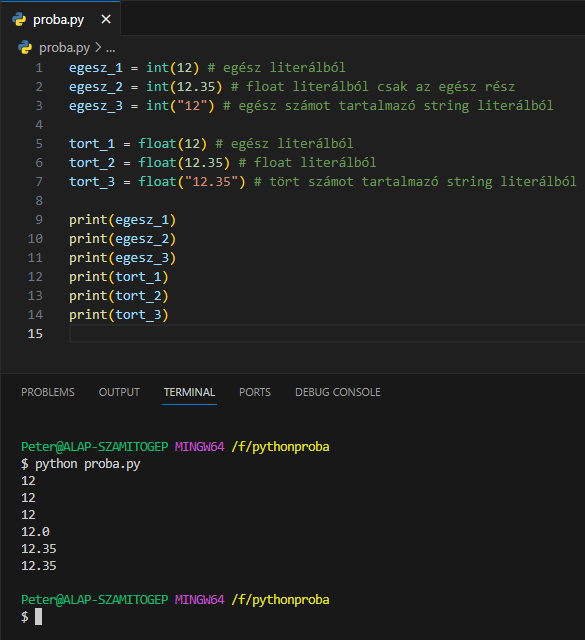 proba.py ×
proba.py > ...
1 egesz_1 = int(12) # egész literálból
2 egesz_2 = int(12.35) # float literálból csak az egész rész
3 egesz_3 = int("12") # egész számot tartalmazó string literálból
4
5 tort_1 = float(12) # egész literálból
6 tort_2 = float(12.35) # float literálból
7 tort_3 = float("12.35") # tört számot tartalmazó string literálból
8
9 print(egesz_1)
10 print(egesz_2)
11 print(egesz_3)
12 print(tort_1)
13 print(tort_2)
14 print(tort_3)
15
PROBLEMS OUTPUT TERMINAL PORTS DEBUG CONSOLE
Peter@ALAP-SZAMITOGEP MINGW64 /f/pythonproba
$ python proba.py
12
12
12
12.0
12.35
12.35
Peter@ALAP-SZAMITOGEP MINGW64 /f/pythonproba
$